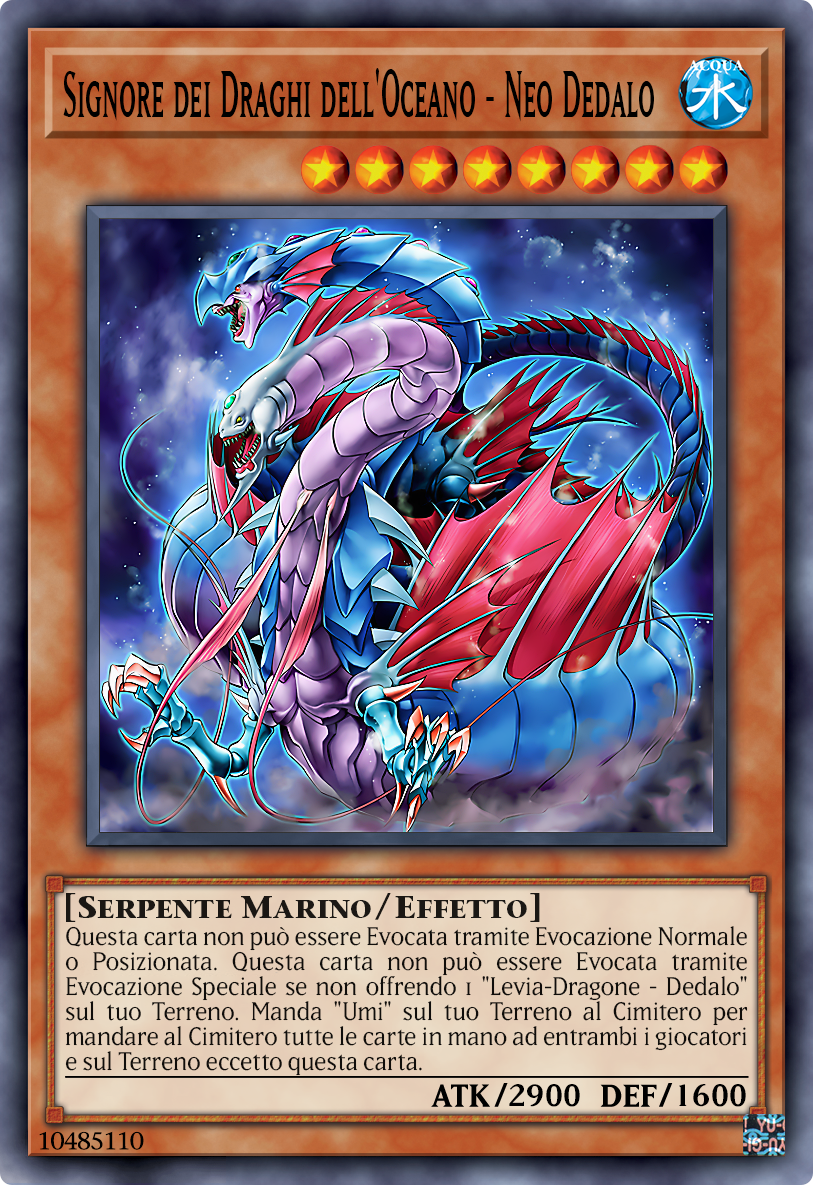 Signore dei Draghi dell'Oceano - Neo Dedalo
ACQUA
水
[Serpente Marino/Effetto]
Questa carta non può essere Evocata tramite Evocazione Normale
o Posizionata. Questa carta non può essere Evocata tramite
Evocazione Speciale se non offrendo 1 "Levia-Dragone - Dedalo"
sul tuo Terreno. Manda "Umi" sul tuo Terreno al Cimitero per
mandare al Cimitero tutte le carte in mano ad entrambi i giocatori
e sul Terreno eccetto questa carta.
ATK/2900 DEF/1600
10485110